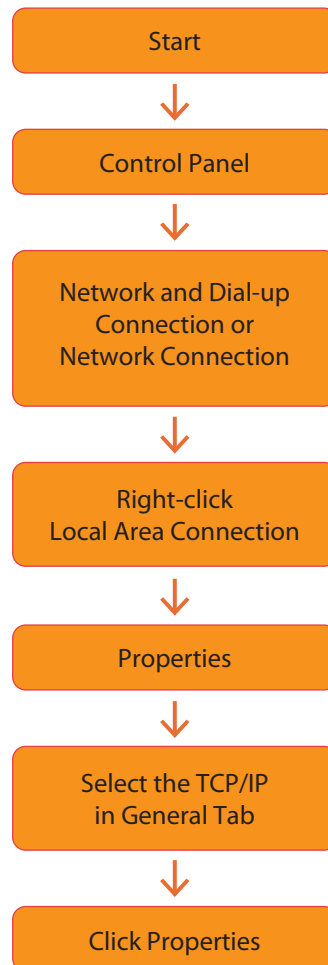 Start
Control Panel
Network and Dial-up
Connection or
Network Connection
Right-click
Local Area Connection
Properties
Select the TCP/IP
in General Tab
Click Properties